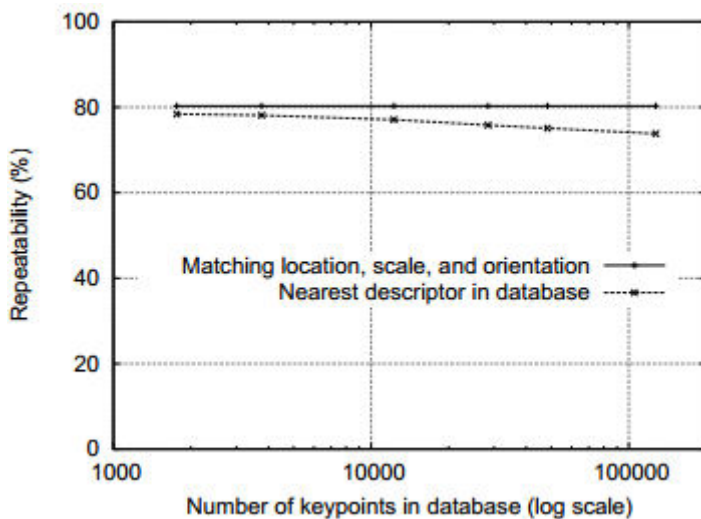 100
80
60
40
20
0
Repeatability (%)
Matching location, scale, and orientation
Nearest descriptor in database
1000 10000 100000
Number of keypoints in database (log scale)